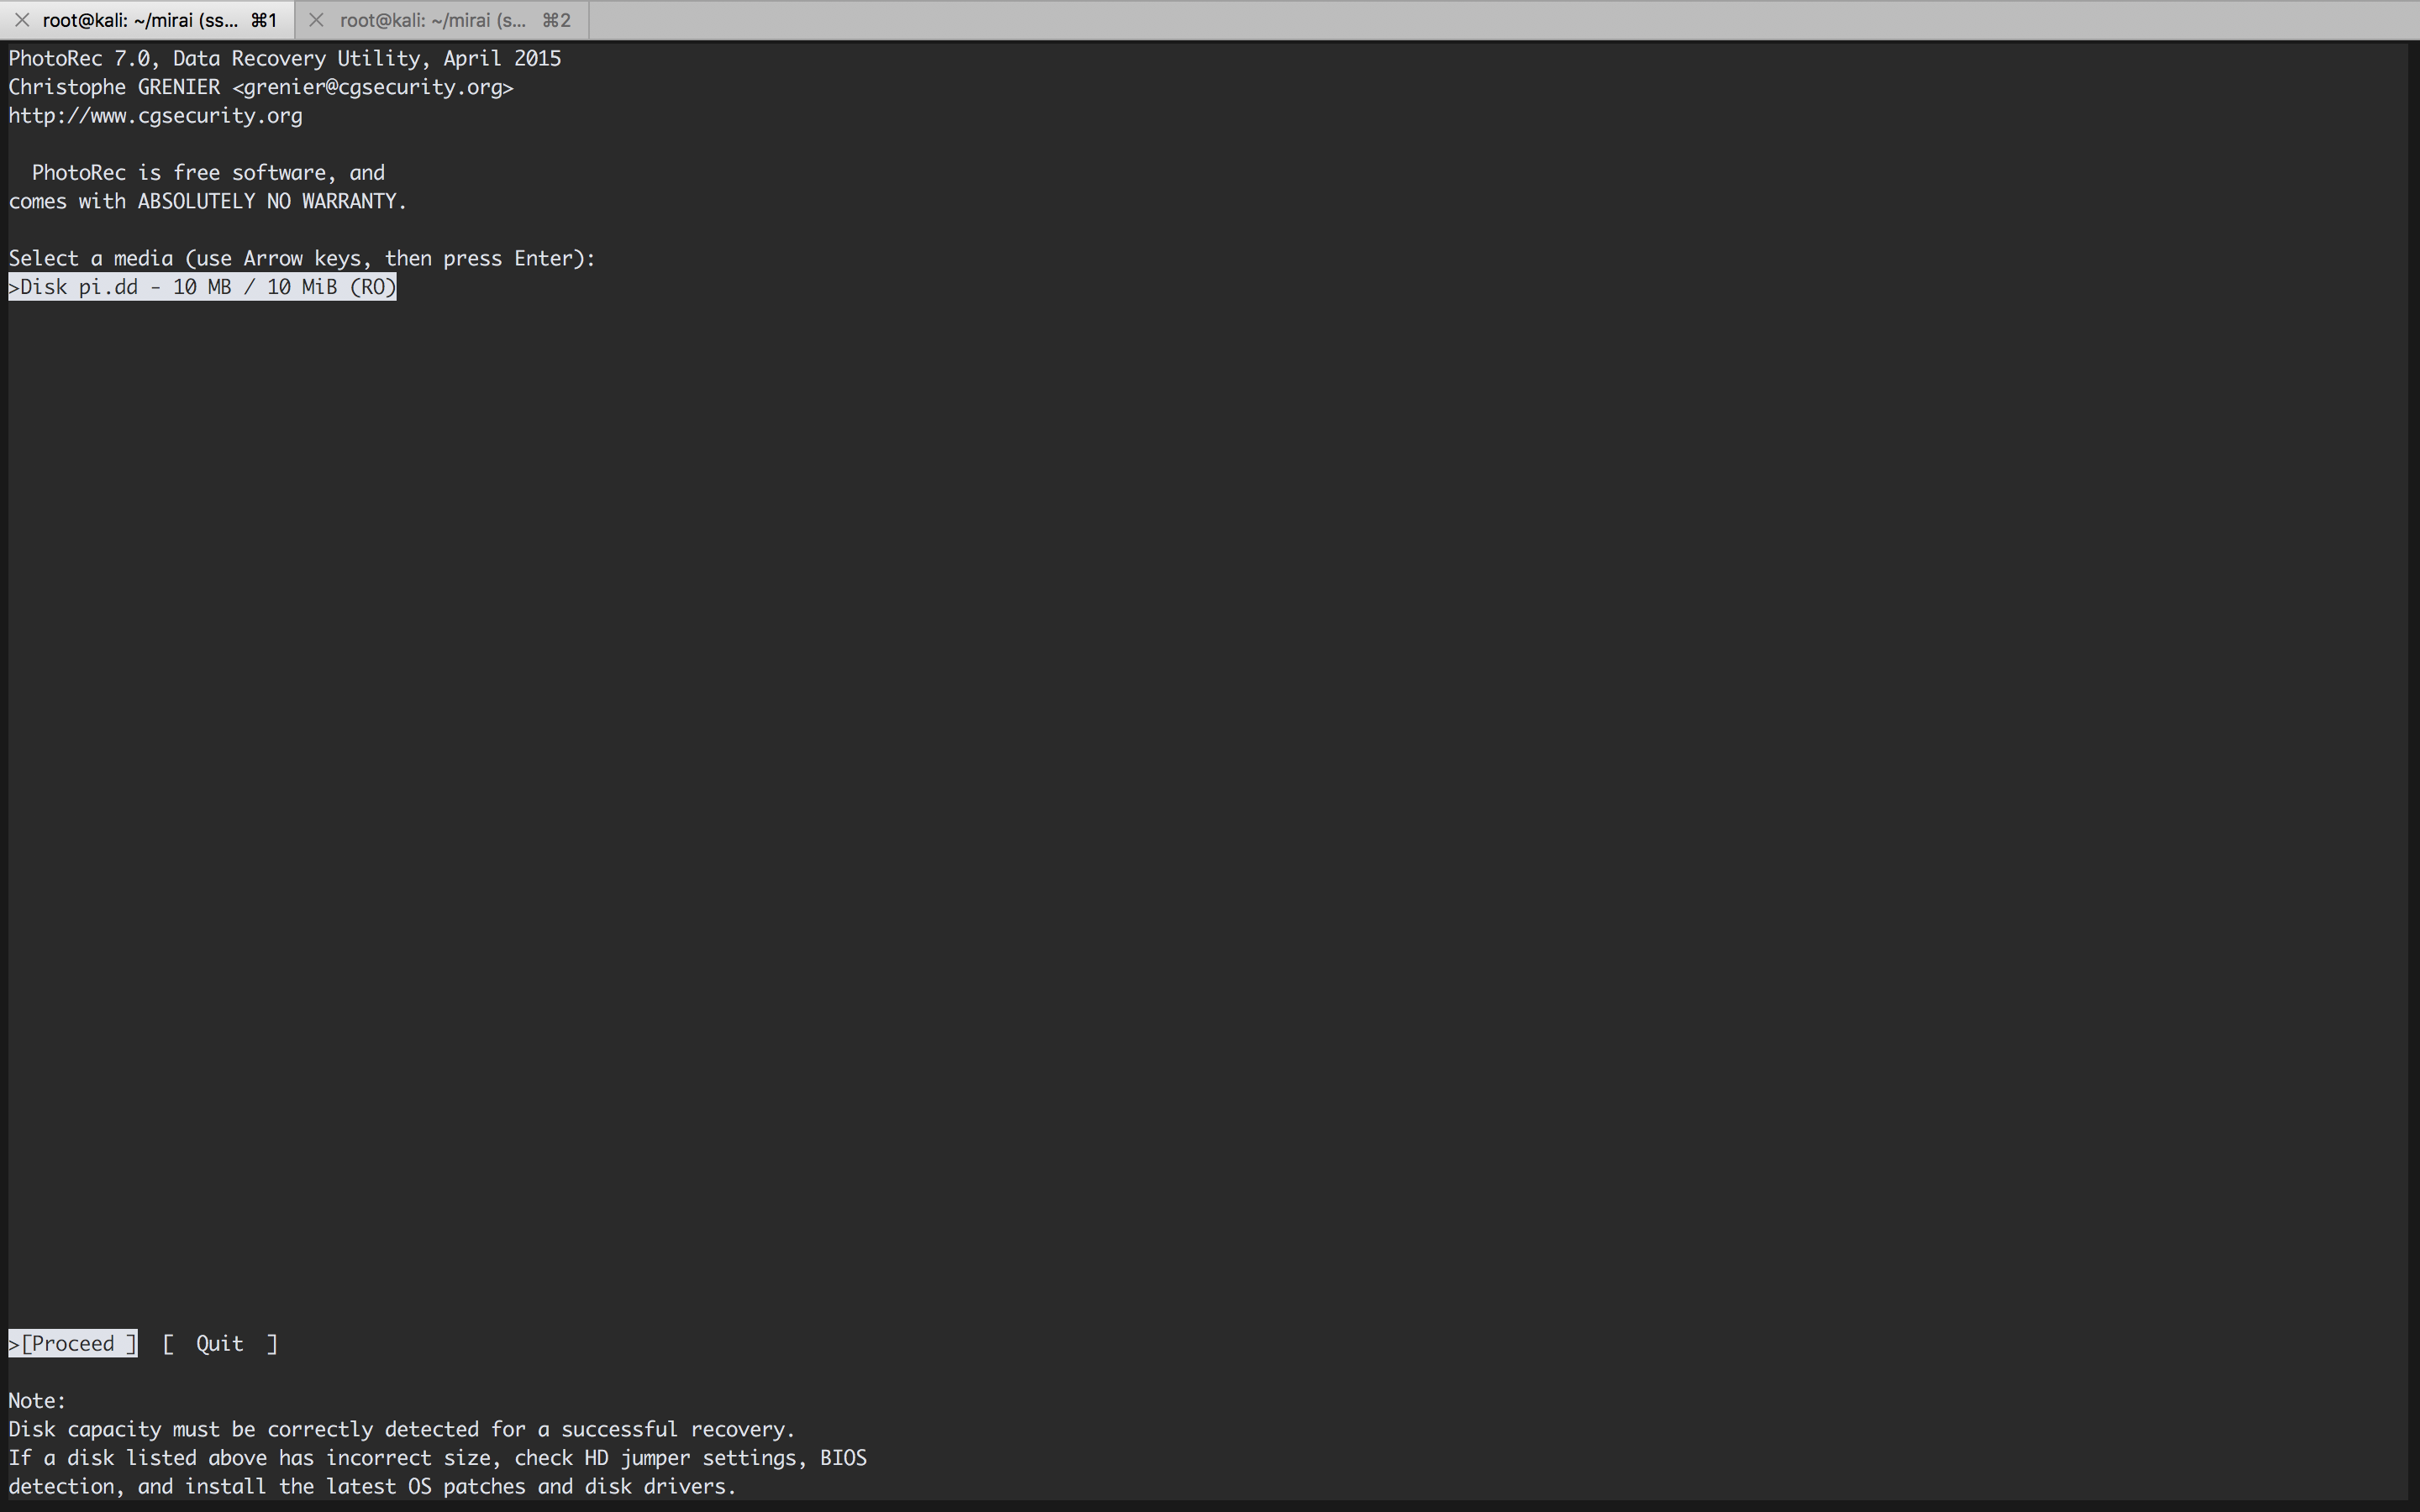 root@kali: ~/mirai (ss... ⌘1
root@kali: ~/mirai (s... ⌘2
PhotoRec 7.0, Data Recovery Utility, April 2015
Christophe GRENIER <grenier@cgsecurity.org>
http://www.cgsecurity.org
PhotoRec is free software, and
comes with ABSOLUTELY NO WARRANTY.
Select a media (use Arrow keys, then press Enter):
>Disk pi.dd - 10 MB / 10 MiB (RO)
>[Proceed ]  [  Quit  ]
Note:
Disk capacity must be correctly detected for a successful recovery.
If a disk listed above has incorrect size, check HD jumper settings, BIOS
detection, and install the latest OS patches and disk drivers.